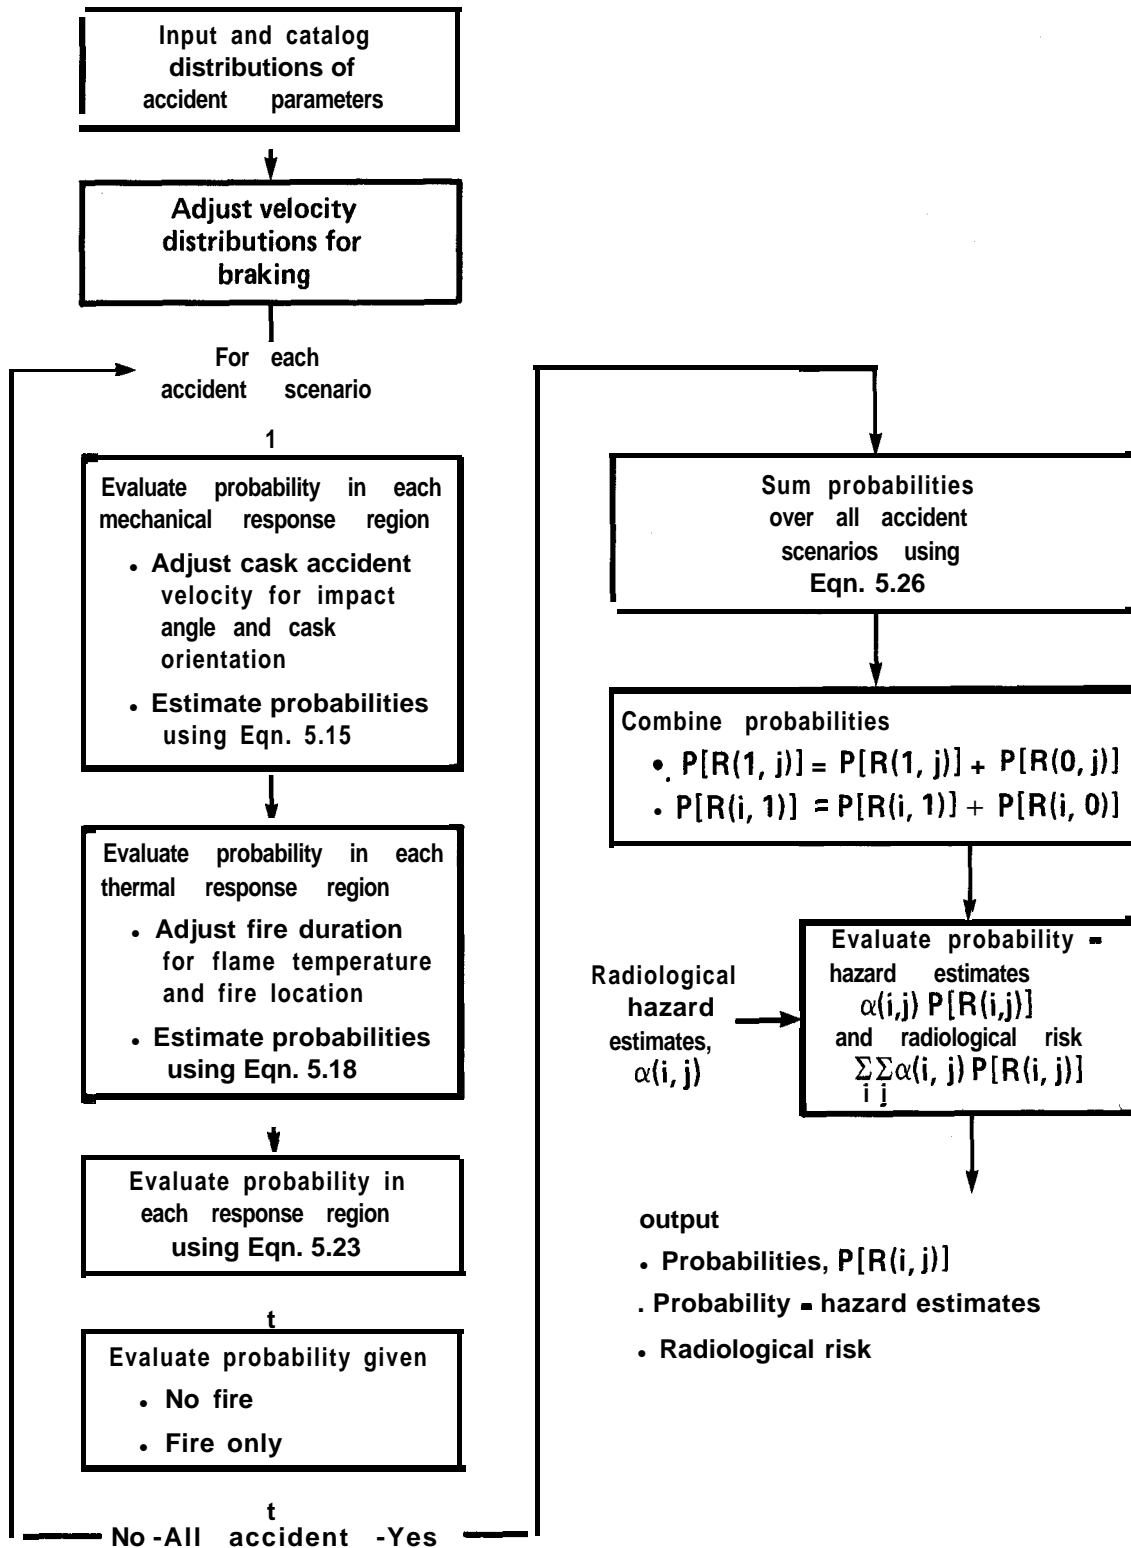 Input and catalog
distributions of
accident parameters
Adjust velocity
distributions for
braking
For each
accident scenario
1
Evaluate probability in each
mechanical response region
• Adjust cask accident
velocity for impact
angle and cask
orientation
• Estimate probabilities
using Eqn. 5.15
Evaluate probability in each
thermal response region
• Adjust fire duration
for flame temperature
and fire location
• Estimate probabilities
using Eqn. 5.18
Evaluate probability in
each response region
using Eqn. 5.23
t
Evaluate probability given
• No fire
• Fire only
t
No -All accident -Yes
Sum probabilities
over all accident
scenarios using
Eqn. 5.26
Combine probabilities
• P[R(1, j)] = P[R(1, j)] + P[R(0, j)]
• P[R(i, 1)] = P[R(i, 1)] + P[R(i, 0)]
Radiological
hazard
estimates,
α(i, j)
Evaluate probability -
hazard estimates
α(i,j) P[R(i,j)]
and radiological risk
ΣΣα(i, j) P[R(i, j)]
i j
output
• Probabilities, P[R(i, j)]
. Probability - hazard estimates
• Radiological risk